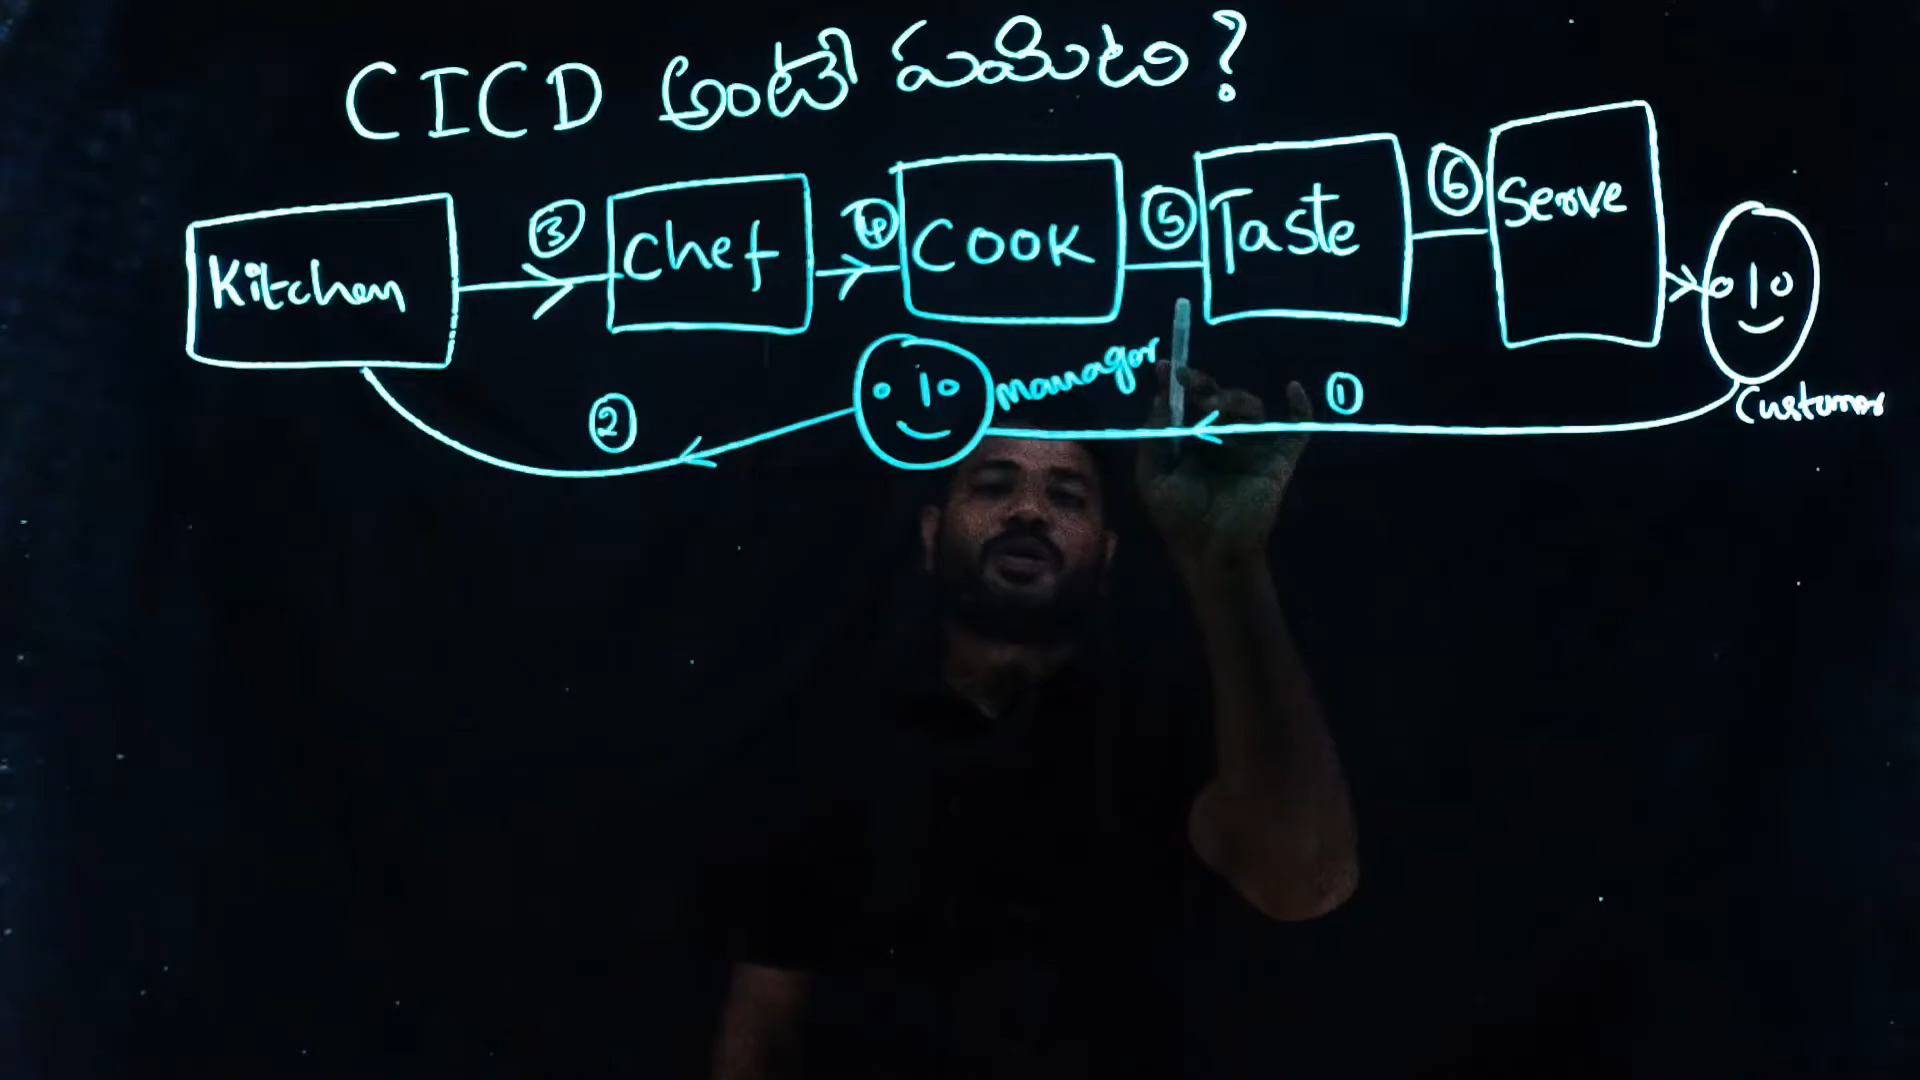 CICD అంటే ఏమిటి?
Kitchen ③ Chef ④ Cook ⑤ Taste ⑥ Serve
② manager ① Customer